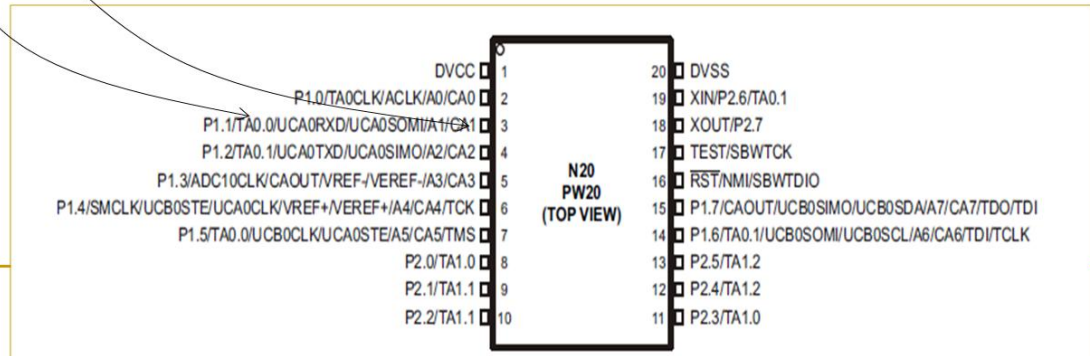 DVCC 1 20 DVSS
P1.0/TA0CLK/ACLK/A0/CA0 2 19 XIN/P2.6/TA0.1
P1.1/TA0.0/UCA0RXD/UCA0SOMI/A1/CA1 3 18 XOUT/P2.7
P1.2/TA0.1/UCA0TXD/UCA0SIMO/A2/CA2 4 17 TEST/SBWTCK
P1.3/ADC10CLK/CAOUT/VREF-/VEREF-/A3/CA3 5 16 RST/NMI/SBWTDIO
P1.4/SMCLK/UCB0STE/UCA0CLK/VREF+/VEREF+/A4/CA4/TCK 6 15 P1.7/CAOUT/UCB0SIMO/UCB0SDA/A7/CA7/TDO/TDI
P1.5/TA0.0/UCB0CLK/UCA0STE/A5/CA5/TMS 7 14 P1.6/TA0.1/UCB0SOMI/UCB0SCL/A6/CA6/TDI/TCLK
P2.0/TA1.0 8 13 P2.5/TA1.2
P2.1/TA1.1 9 12 P2.4/TA1.2
P2.2/TA1.1 10 11 P2.3/TA1.0
N20
PW20
(TOP VIEW)